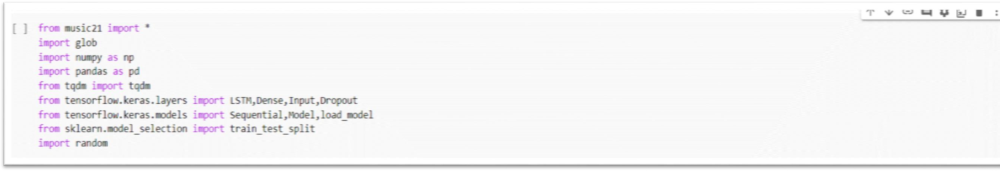 [ ] from music21 import *
import glob
import numpy as np
import pandas as pd
from tqdm import tqdm
from tensorflow.keras.layers import LSTM,Dense,Input,Dropout
from tensorflow.keras.models import Sequential,Model,load_model
from sklearn.model_selection import train_test_split
import random